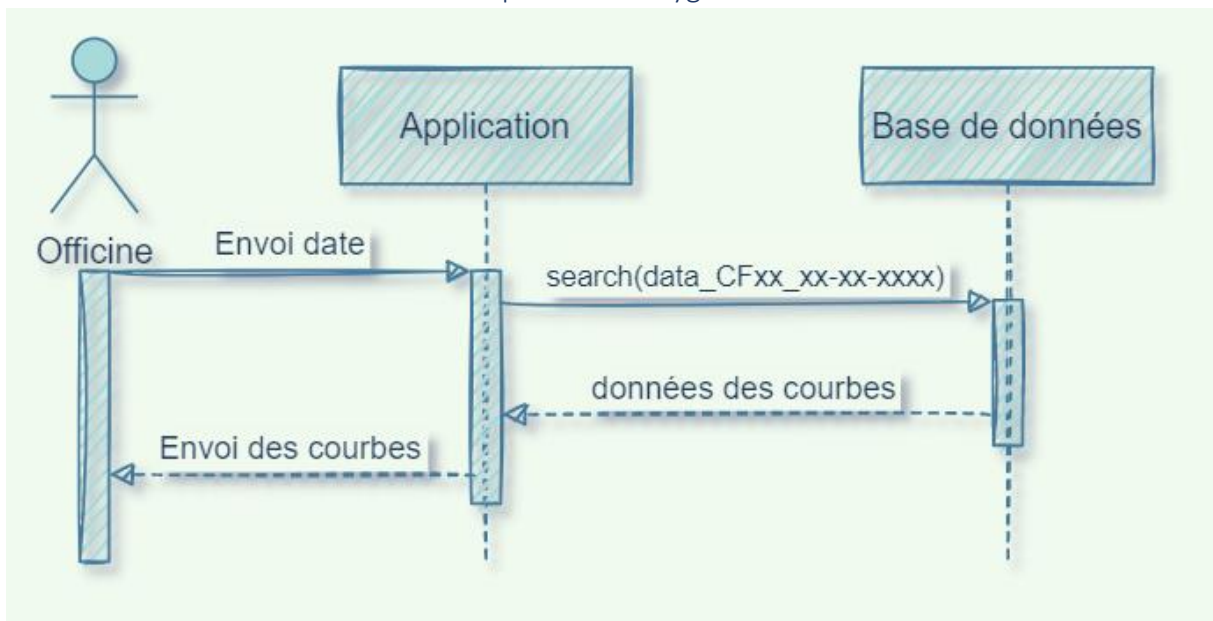 Application
Base de données
Officine
Envoi date
search(data_CFxx_xx-xx-xxxx)
données des courbes
Envoi des courbes